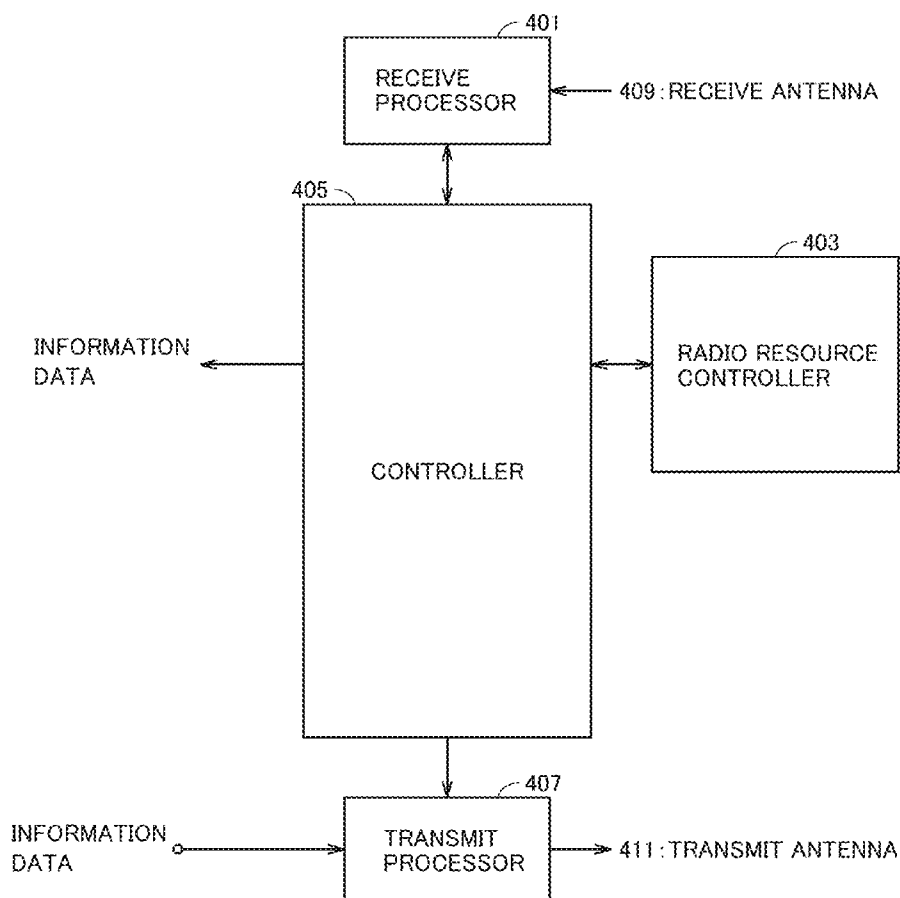 401
RECEIVE
PROCESSOR
409:RECEIVE ANTENNA
405
403
INFORMATION
DATA
RADIO RESOURCE
CONTROLLER
CONTROLLER
407
INFORMATION
DATA
TRANSMIT
PROCESSOR
411:TRANSMIT ANTENNA